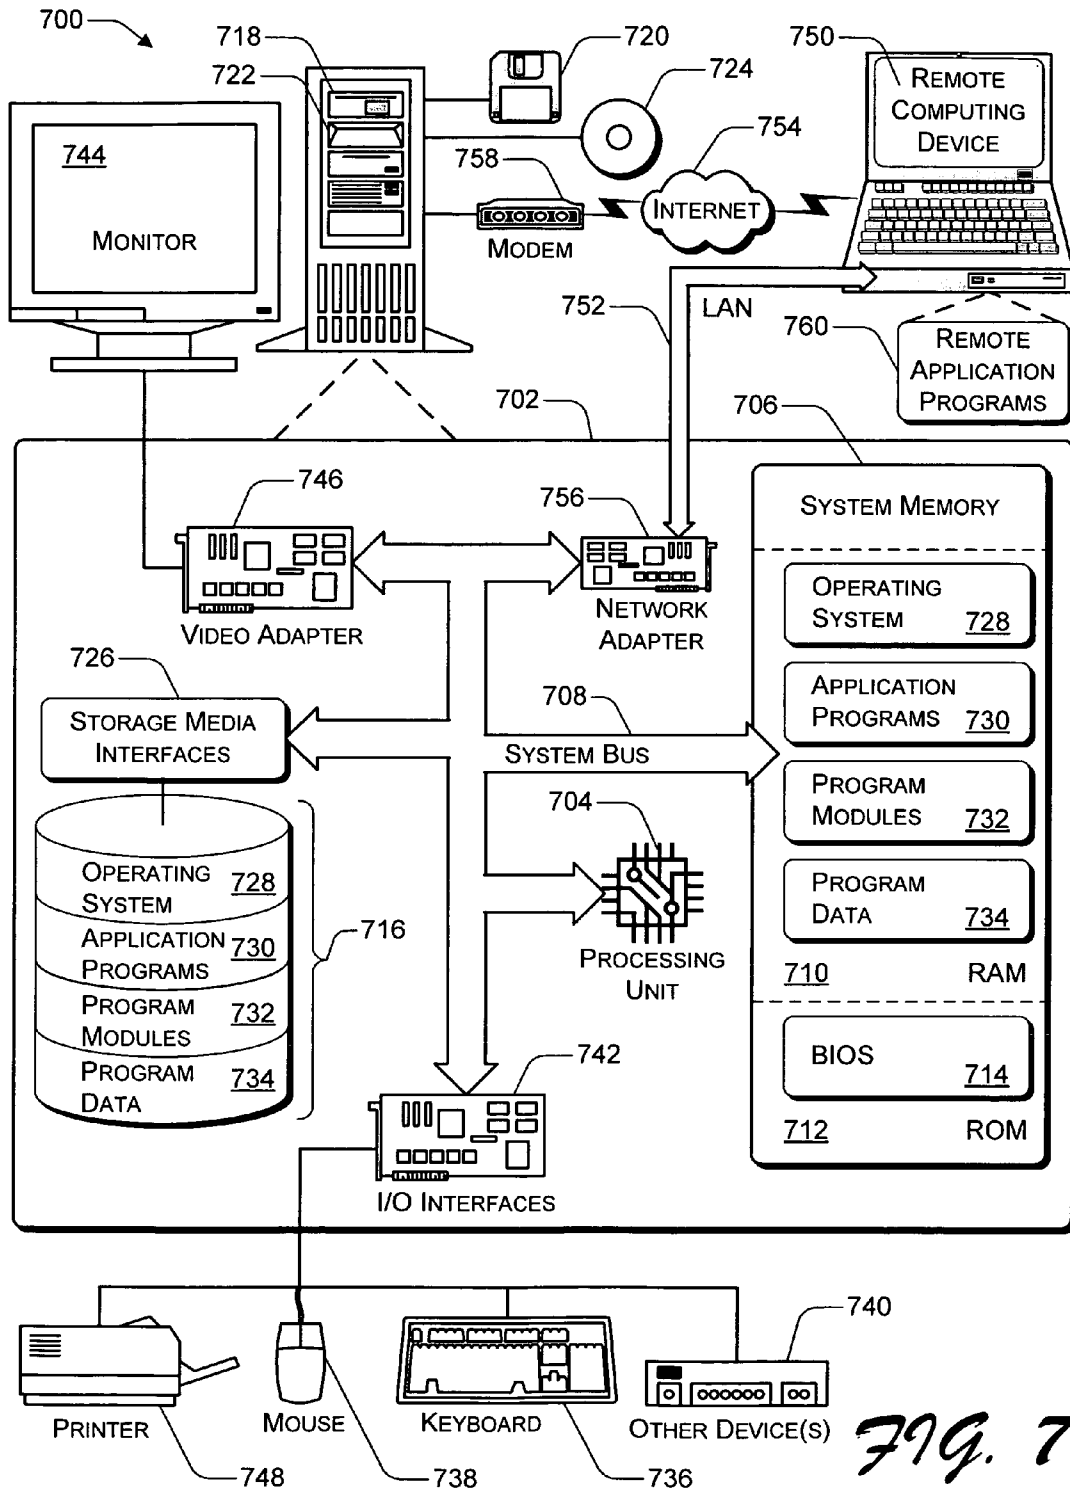 700
718
722
720
724
750
REMOTE
COMPUTING
DEVICE
754
758
744
MONITOR
INTERNET
MODEM
752
LAN
760
REMOTE
APPLICATION
PROGRAMS
702
706
746
756
SYSTEM MEMORY
VIDEO ADAPTER
NETWORK
ADAPTER
OPERATING
SYSTEM 728
726
STORAGE MEDIA
INTERFACES
708
SYSTEM BUS
APPLICATION
PROGRAMS 730
704
PROGRAM
MODULES 732
OPERATING
SYSTEM 728
APPLICATION
PROGRAMS 730
PROGRAM
MODULES 732
PROGRAM
DATA 734
716
PROCESSING
UNIT
PROGRAM
DATA 734
710 RAM
742
I/O INTERFACES
BIOS 714
712 ROM
740
PRINTER
MOUSE
KEYBOARD
OTHER DEVICE(S)
748
738
736
FIG. 7